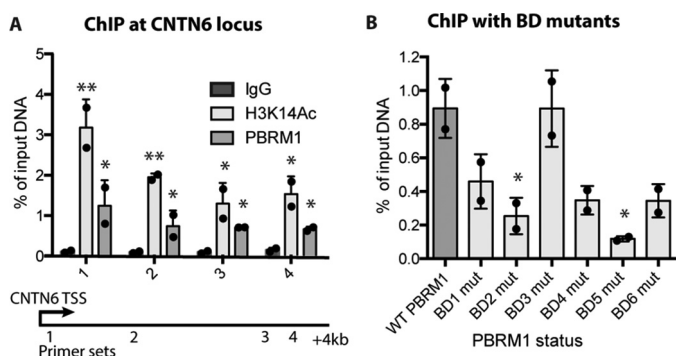 A
ChIP at CNTN6 locus
% of input DNA
5
4
3
2
1
0
IgG
H3K14Ac
PBRM1
**
*
**
*
*
*
*
*
1 2 3 4
CNTN6 TSS
1 2 3 4 +4kb
Primer sets
B
ChIP with BD mutants
% of input DNA
1.2
1.0
0.8
0.6
0.4
0.2
0.0
*
*
WT PBRM1
BD1 mut
BD2 mut
BD3 mut
BD4 mut
BD5 mut
BD6 mut
PBRM1 status